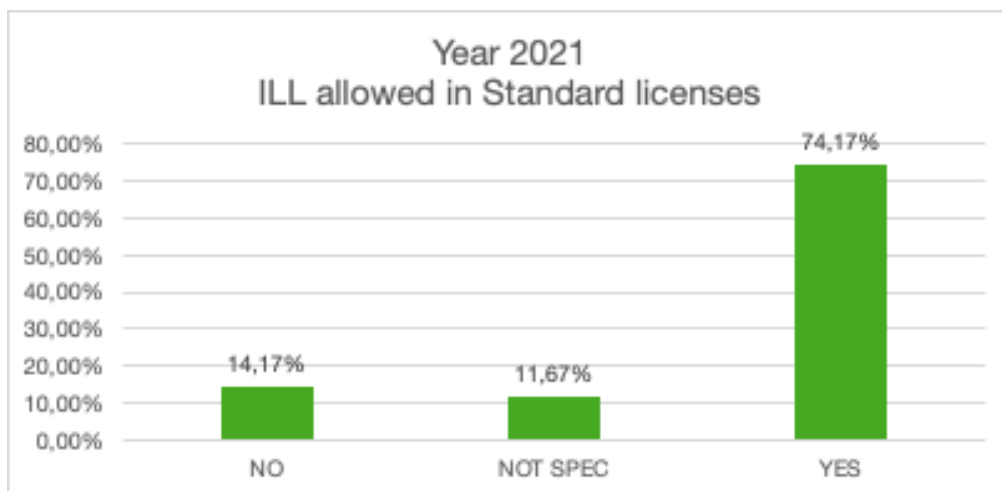 Year 2021
ILL allowed in Standard licenses
80,00%
70,00%
60,00%
50,00%
40,00%
30,00%
20,00%
10,00%
0,00%
14,17%
11,67%
74,17%
NO
NOT SPEC
YES